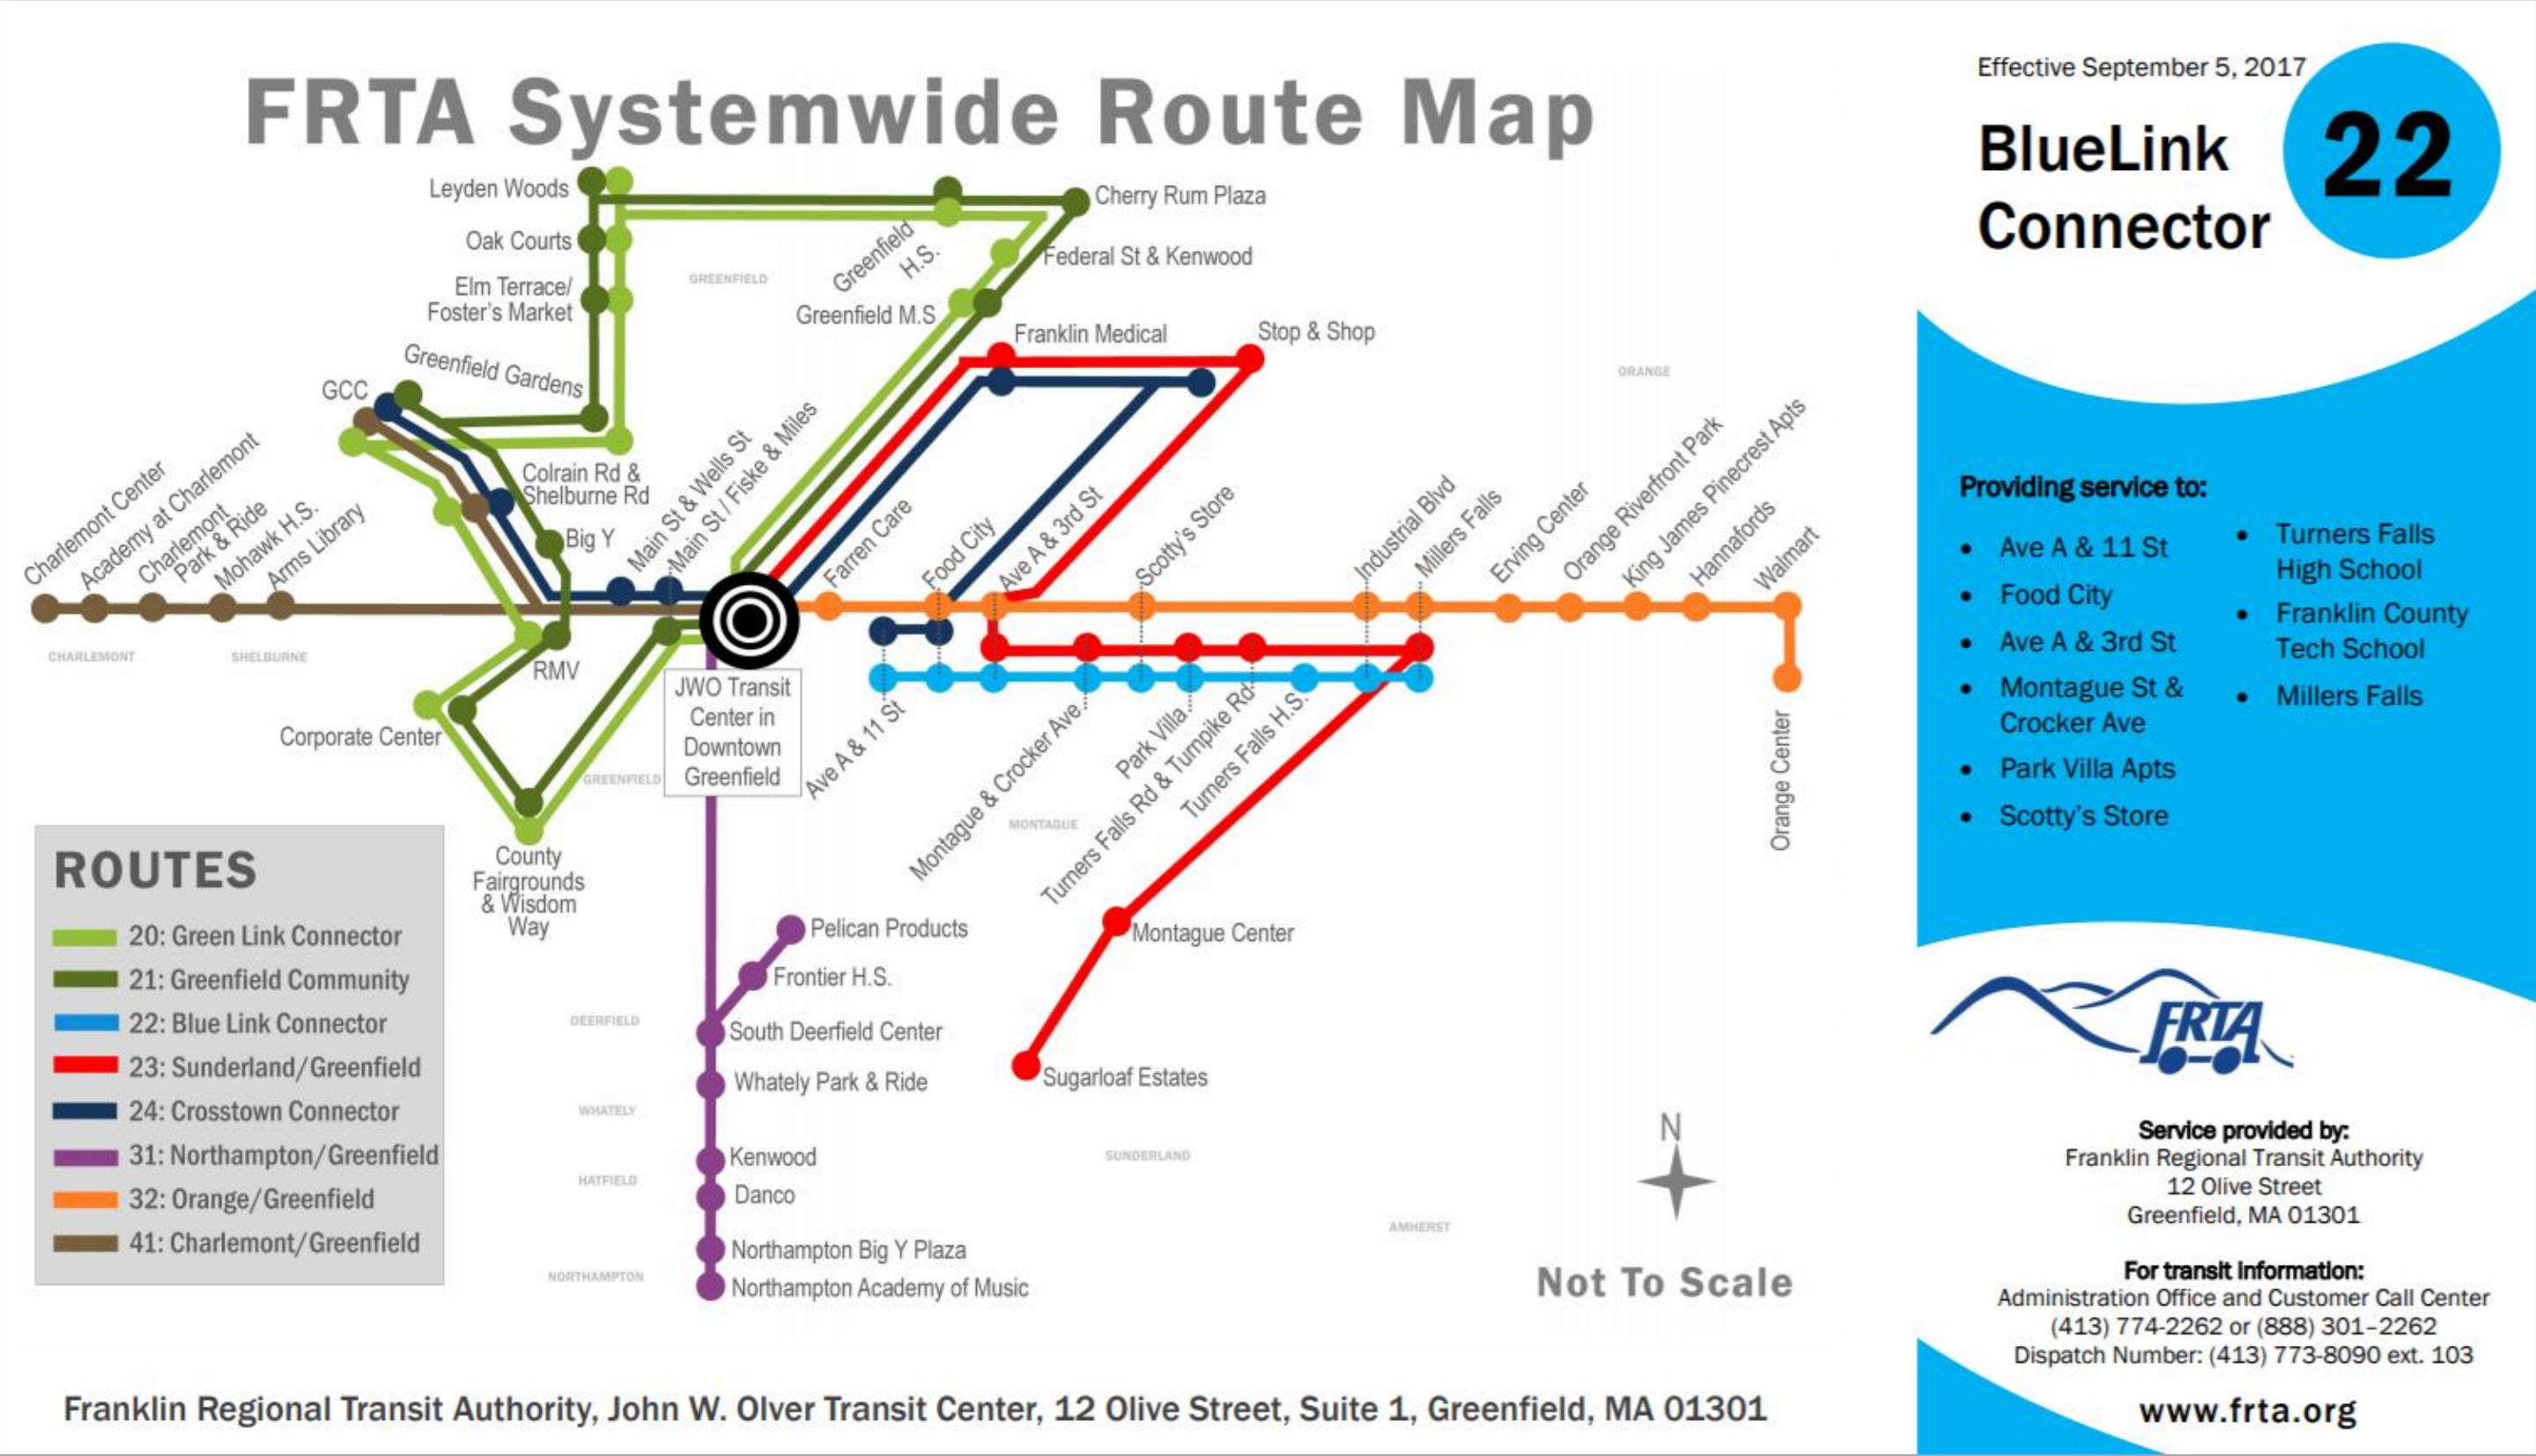 FRTA Systemwide Route Map
Leyden Woods
Cherry Rum Plaza
Oak Courts
Greenfield
H.S.
Federal St & Kenwood
GREENFIELD
Elm Terrace/
Foster's Market
Greenfield M.S
Franklin Medical
Stop & Shop
ORANGE
Greenfield Gardens
GCC
Colrain Rd &
Shelburne Rd
Big Y
Main St & Wells St
Main St / Fiske & Miles
Charlemont Center
Academy at Charlemont
Charlemont
Park & Ride
Mohawk H.S.
Arms Library
Farren Care
Food City
Ave A & 3rd St
Scotty's Store
Industrial Blvd
Millers Falls
Erving Center
Orange Riverfront Park
King James Pinecrest Apts
Hannafords
Walmart
CHARLEMONT
SHELBURNE
RMV
JWO Transit
Center in
Downtown
Greenfield
Corporate Center
GREENFIELD
Ave A & 11 St
Montague & Crocker Ave
Park Villa
Turners Falls Rd & Turnpike Rd
Turners Falls H.S.
MONTAGUE
Orange Center
County
Fairgrounds
& Wisdom
Way
Pelican Products
Frontier H.S.
Montague Center
DEERFIELD
South Deerfield Center
Whately Park & Ride
Sugarloaf Estates
WHATELY
Kenwood
SUNDERLAND
HATFIELD
Danco
AMHERST
Northampton Big Y Plaza
NORTHAMPTON
Northampton Academy of Music
ROUTES
20: Green Link Connector
21: Greenfield Community
22: Blue Link Connector
23: Sunderland/Greenfield
24: Crosstown Connector
31: Northampton/Greenfield
32: Orange/Greenfield
41: Charlemont/Greenfield
N
Not To Scale
Franklin Regional Transit Authority, John W. Olver Transit Center, 12 Olive Street, Suite 1, Greenfield, MA 01301
Effective September 5, 2017
BlueLink
Connector
22
Providing service to:
• Ave A & 11 St
• Food City
• Ave A & 3rd St
• Montague St &
Crocker Ave
• Park Villa Apts
• Scotty's Store
• Turners Falls
High School
• Franklin County
Tech School
• Millers Falls
FRTA
Service provided by:
Franklin Regional Transit Authority
12 Olive Street
Greenfield, MA 01301
For transit information:
Administration Office and Customer Call Center
(413) 774-2262 or (888) 301-2262
Dispatch Number: (413) 773-8090 ext. 103
www.frta.org